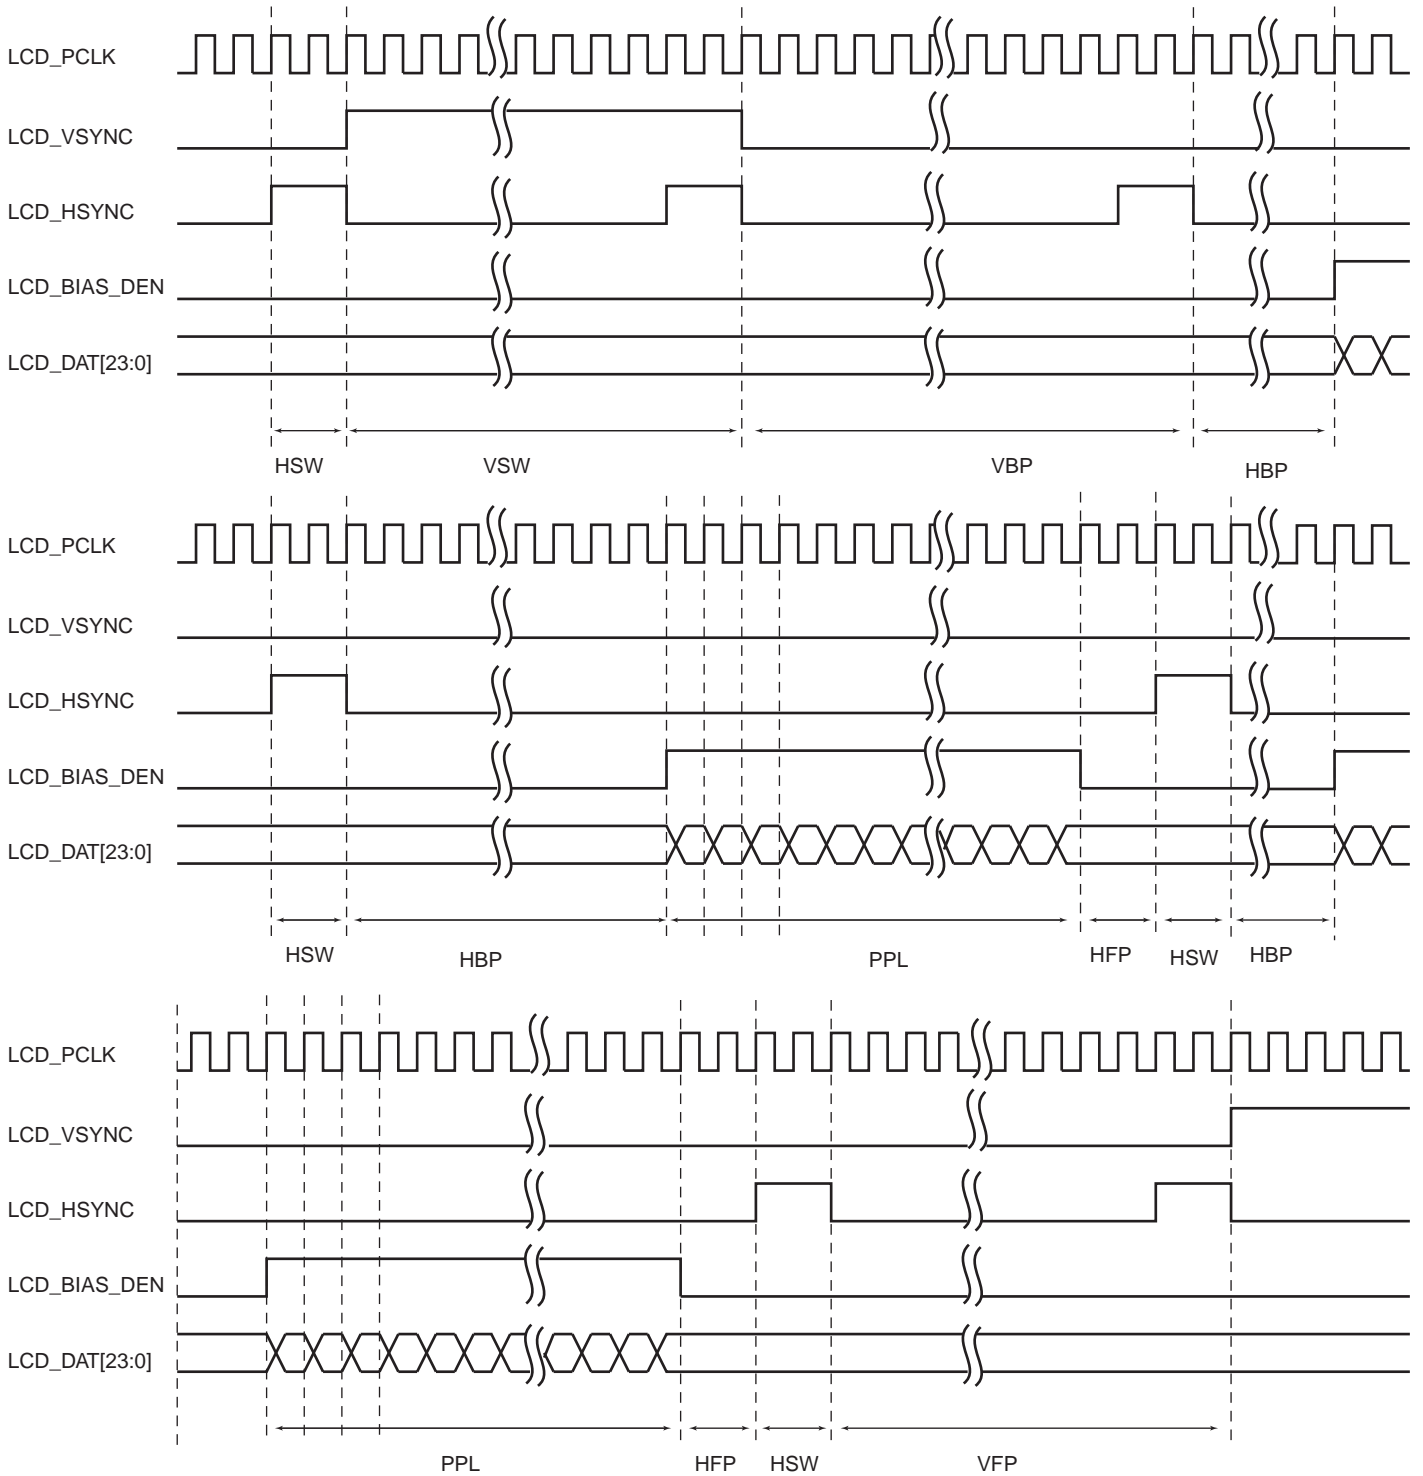 LCD_PCLK
LCD_VSYNC
LCD_HSYNC
LCD_BIAS_DEN
LCD_DAT[23:0]
HSW VSW VBP HBP
LCD_PCLK
LCD_VSYNC
LCD_HSYNC
LCD_BIAS_DEN
LCD_DAT[23:0]
HSW HBP PPL HFP HSW HBP
LCD_PCLK
LCD_VSYNC
LCD_HSYNC
LCD_BIAS_DEN
LCD_DAT[23:0]
PPL HFP HSW VFP